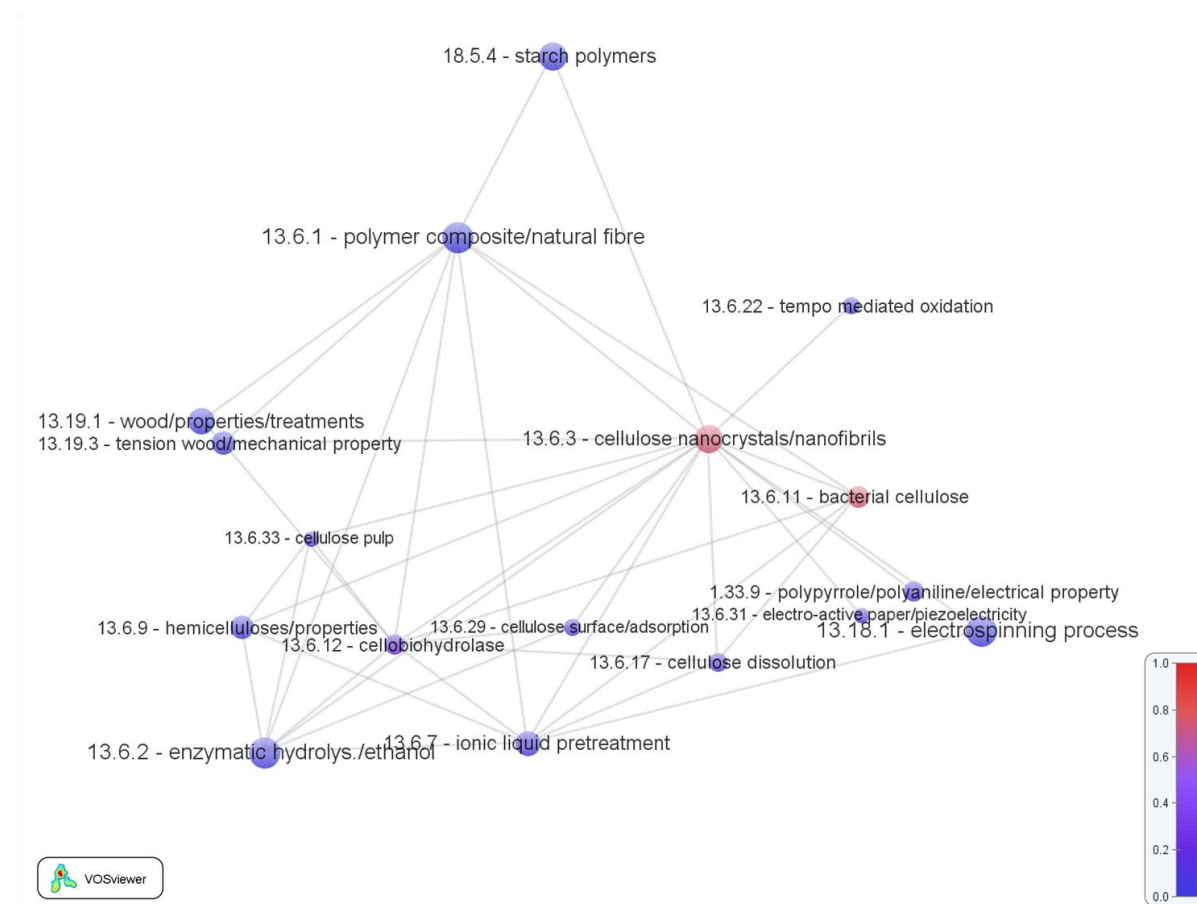 18.5.4 - starch polymers
13.6.1 - polymer composite/natural fibre
13.6.22 - tempo mediated oxidation
13.19.1 - wood/properties/treatments
13.19.3 - tension wood/mechanical property
13.6.3 - cellulose nanocrystals/nanofibrils
13.6.11 - bacterial cellulose
13.6.33 - cellulose pulp
1.33.9 - polypyrrole/polyaniline/electrical property
13.6.31 - electro-active paper/piezoelectricity
13.18.1 - electrospinning process
13.6.9 - hemicelluloses/properties
13.6.29 - cellulose surface/adsorption
13.6.12 - cellobiohydrolase
13.6.17 - cellulose dissolution
13.6.2 - enzymatic hydrolys./ethanol
13.6.7 - ionic liquid pretreatment
1.0
0.8
0.6
0.4
0.2
0.0
VOSviewer